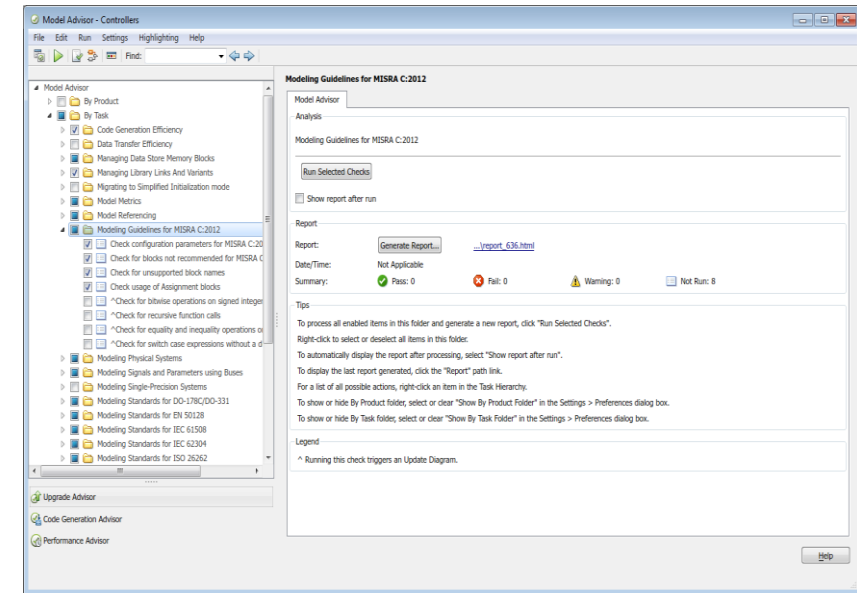 Model Advisor - Controllers
File Edit Run Settings Highlighting Help
Find:
Model Advisor
By Product
By Task
Code Generation Efficiency
Data Transfer Efficiency
Managing Data Store Memory Blocks
Managing Library Links And Variants
Migrating to Simplified Initialization mode
Model Metrics
Model Referencing
Modeling Guidelines for MISRA C:2012
Check configuration parameters for MISRA C:20
Check for blocks not recommended for MISRA C
Check for unsupported block names
Check usage of Assignment blocks
^Check for bitwise operations on signed integer
^Check for recursive function calls
^Check for equality and inequality operations o
^Check for switch case expressions without a d
Modeling Physical Systems
Modeling Signals and Parameters using Buses
Modeling Single-Precision Systems
Modeling Standards for DO-178C/DO-331
Modeling Standards for EN 50128
Modeling Standards for IEC 61508
Modeling Standards for IEC 62304
Modeling Standards for ISO 26262
Upgrade Advisor
Code Generation Advisor
Performance Advisor
Modeling Guidelines for MISRA C:2012
Model Advisor
Analysis
Modeling Guidelines for MISRA C:2012
Run Selected Checks
Show report after run
Report
Report: Generate Report... ...\report_636.html
Date/Time: Not Applicable
Summary: Pass: 0 Fail: 0 Warning: 0 Not Run: 8
Tips
To process all enabled items in this folder and generate a new report, click "Run Selected Checks".
Right-click to select or deselect all items in this folder.
To automatically display the report after processing, select "Show report after run".
To display the last report generated, click the "Report" path link.
For a list of all possible actions, right-click an item in the Task Hierarchy.
To show or hide By Product folder, select or clear "Show By Product Folder" in the Settings > Preferences dialog box.
To show or hide By Task folder, select or clear "Show By Task Folder" in the Settings > Preferences dialog box.
Legend
^ Running this check triggers an Update Diagram.
Help